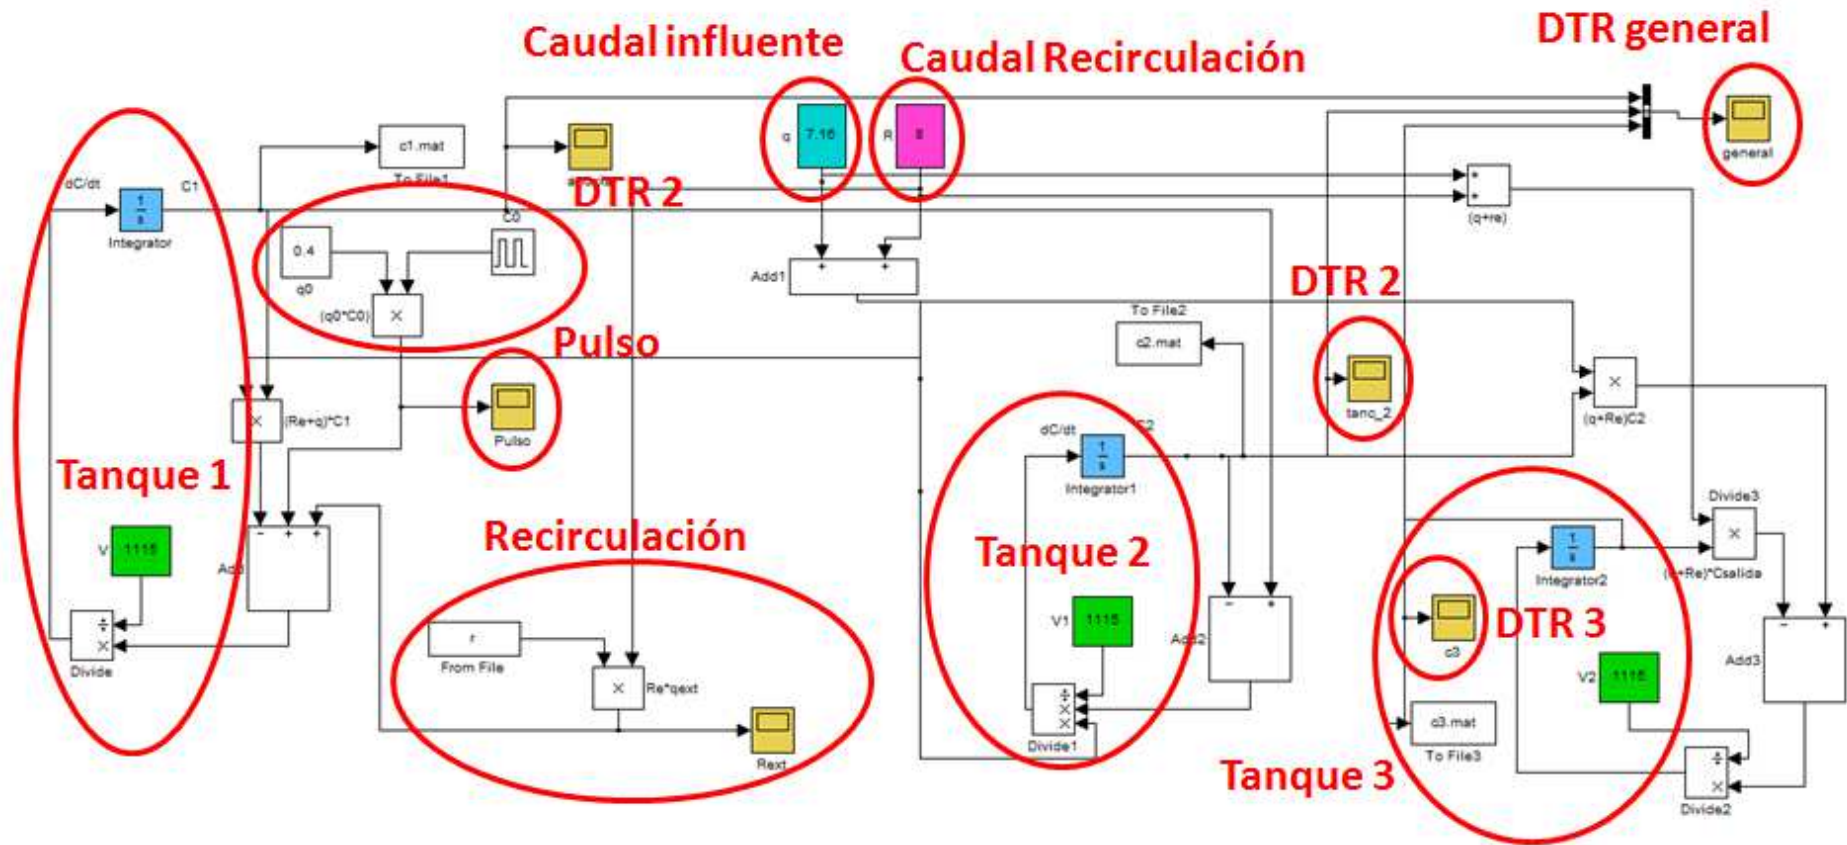 DTR general
Caudal influente
Caudal Recirculación
q
7.16
R
8
general
c1.mat
To File1
dC/dt
C1
1
s
Integrator
DTR 2
C0
0.4
q0
(q0*C0)
(q+re)
Add1
DTR 2
To File2
c2.mat
Pulso
Pulso
tanc_2
(q+Re)C2
(Re+q)*C1
Tanque 1
dC/dt
C2
1
s
Integrator1
Divide3
V
1115
Recirculación
Tanque 2
1
s
Integrator2
V1
1115
Add2
DTR 3
c3
Add3
r
From File
Re*qext
V2
1115
Divide
Rext
Divide1
c3.mat
To File3
Tanque 3
Divide2